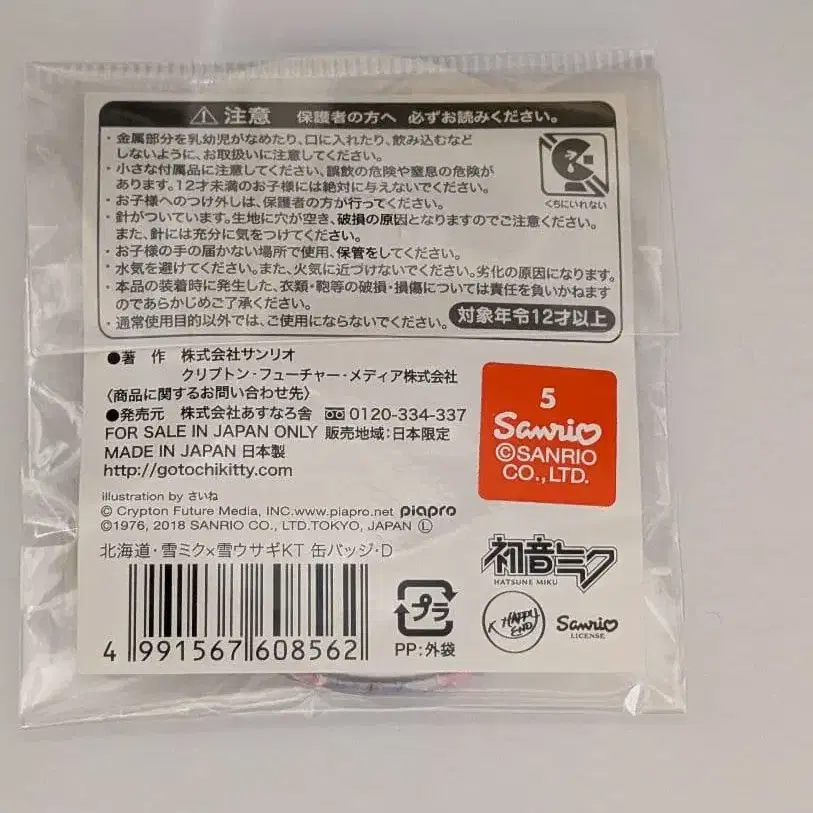 ⚠ 注意 保護者の方へ 必ずお読みください。
・金属部分を乳幼児がなめたり、口に入れたり、飲み込むなど
しないように、お取扱いに注意してください。
・小さな付属品に注意してください、誤飲の危険や窒息の危険が
あります。12才未満のお子様には絶対に与えないでください。
・お子様へのつけ外しは、保護者の方が行ってください。
・針がついています。生地に穴が空き、破損の原因となりますのでご注意ください。
また、針には充分に気をつけてください。
・お子様の手の届かない場所で使用、保管をしてください。
・水気を避けてください。また、火気に近づけないでください。劣化の原因になります。
・本品の装着時に発生した、衣類・鞄等の破損・損傷については責任を負いかねます
のであらかじめご了承ください。
・通常使用目的以外では、ご使用にならないでください。
くちにいれない
対象年令12才以上
●著 作 株式会社サンリオ
クリプトン・フューチャー・メディア株式会社
〈商品に関するお問い合わせ先〉
●発売元 株式会社あすなろ舎 0120-334-337
FOR SALE IN JAPAN ONLY 販売地域:日本限定
MADE IN JAPAN 日本製
http://gotochikitty.com
5
Sanrio
©SANRIO
CO.,LTD.
illustration by さいね
© Crypton Future Media, INC.www.piapro.net piapro
©1976, 2018 SANRIO CO., LTD.TOKYO, JAPAN Ⓛ
北海道・雪ミク×雪ウサギKT 缶バッジ・D
初音ミク
HATSUNE MIKU
4 991567 608562
プラ
PP:外袋
K HAPPY
END
Sanrio
LICENSE